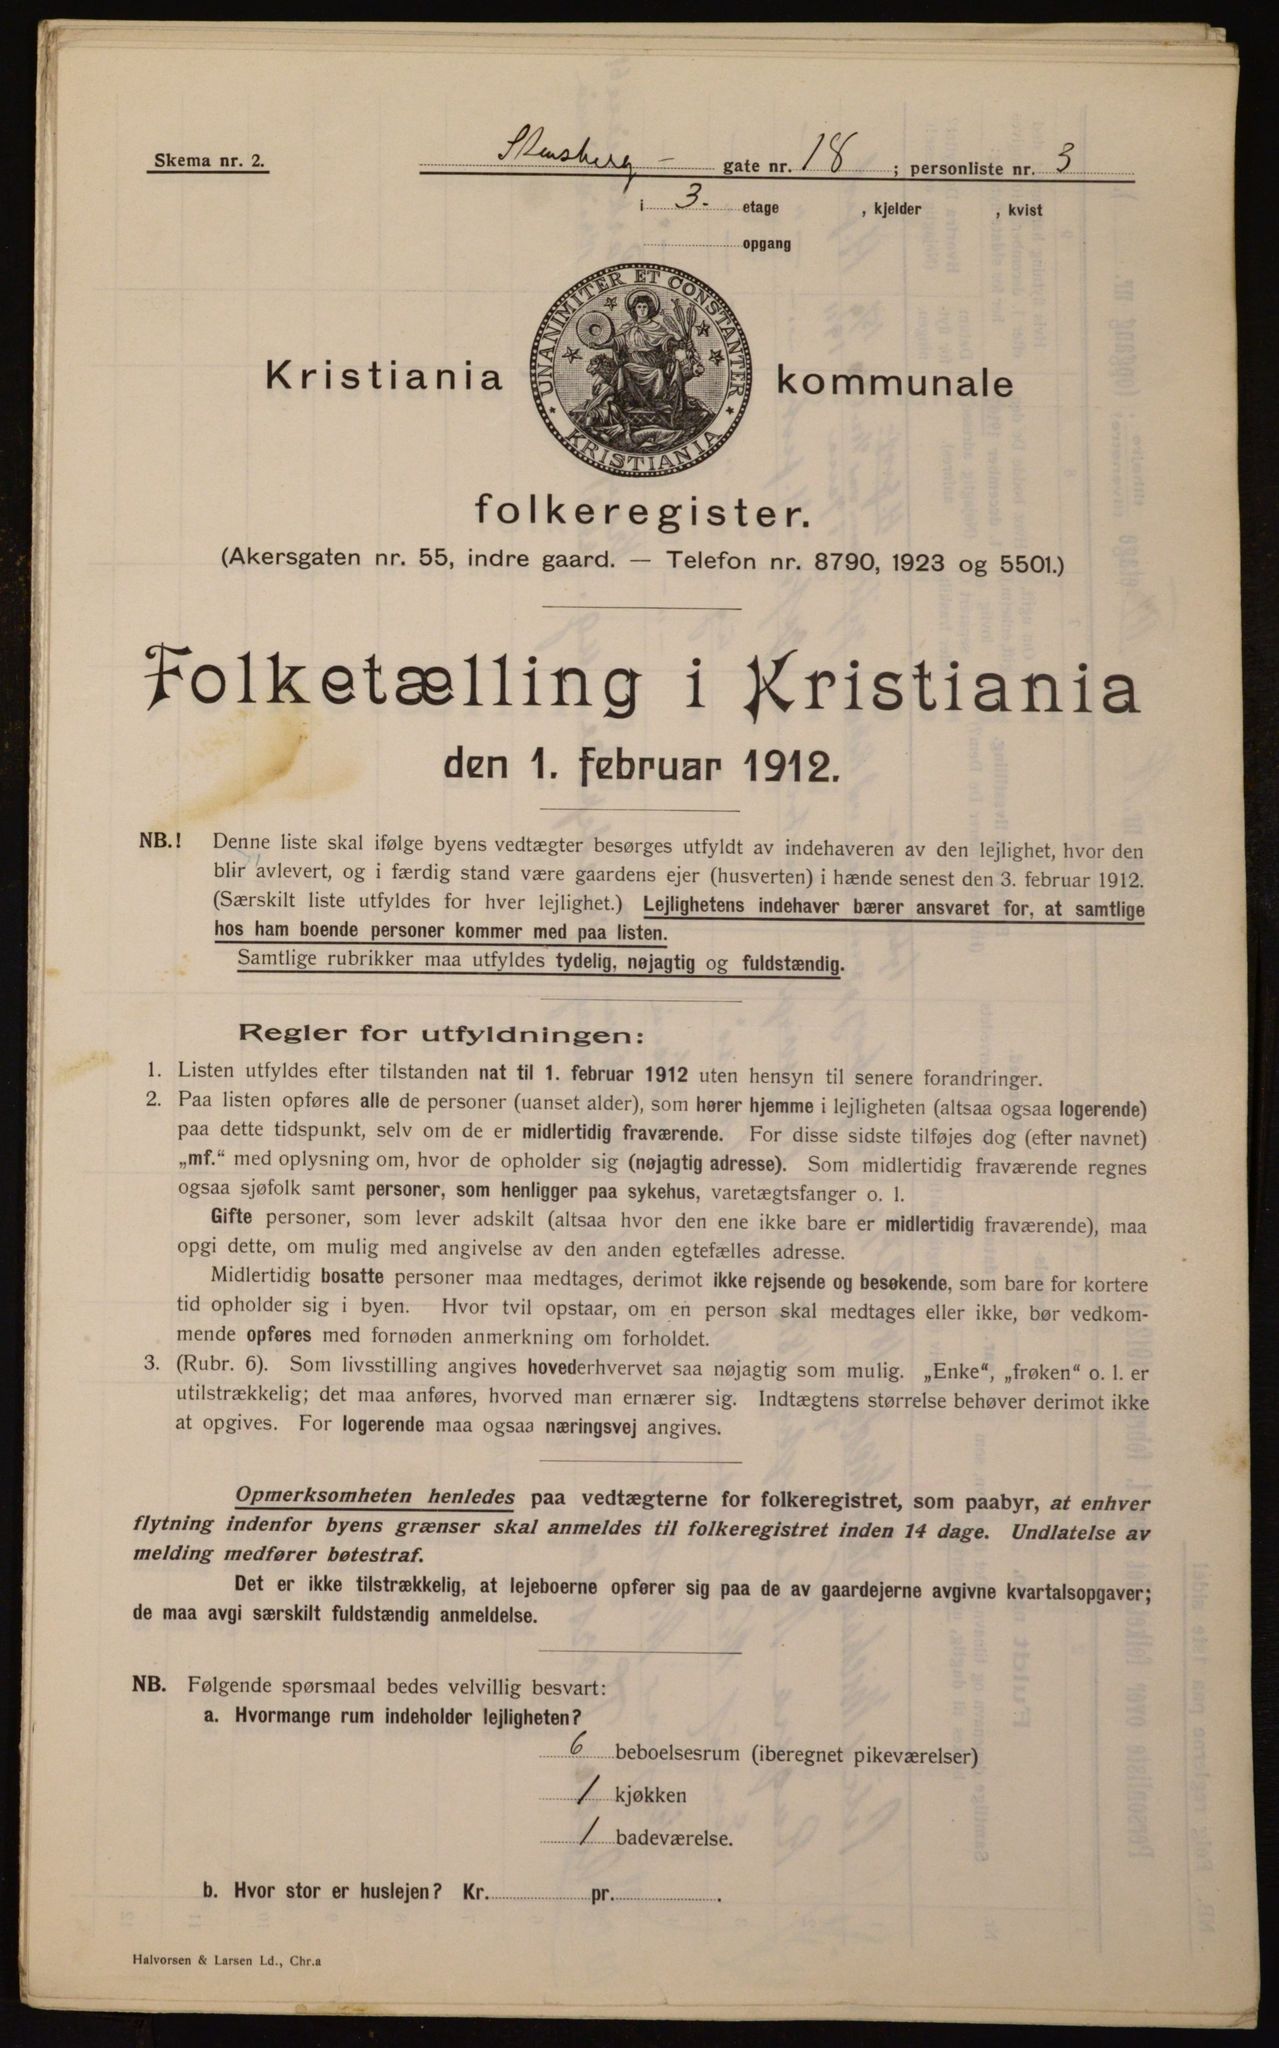 Skema nr. 2.
Stensberg- gate nr. 18 ; personliste nr. 3
i 3. etage , kjelder , kvist
opgang
UNANIMITER ET CONSTANTER
KRISTIANIA
Kristiania kommunale
folkeregister.
(Akersgaten nr. 55, indre gaard. — Telefon nr. 8790, 1923 og 5501.)
Folketælling i Kristiania
den 1. februar 1912.
NB.! Denne liste skal ifølge byens vedtægter besørges utfyldt av indehaveren av den lejlighet, hvor den
blir avlevert, og i færdig stand være gaardens ejer (husverten) i hænde senest den 3. februar 1912.
(Særskilt liste utfyldes for hver lejlighet.) Lejlighetens indehaver bærer ansvaret for, at samtlige
hos ham boende personer kommer med paa listen.
Samtlige rubrikker maa utfyldes tydelig, nøjagtig og fuldstændig.
Regler for utfyldningen:
1. Listen utfyldes efter tilstanden nat til 1. februar 1912 uten hensyn til senere forandringer.
2. Paa listen opføres alle de personer (uanset alder), som hører hjemme i lejligheten (altsaa ogsaa logerende)
paa dette tidspunkt, selv om de er midlertidig fraværende. For disse sidste tilføjes dog (efter navnet)
„mf.“ med oplysning om, hvor de opholder sig (nøjagtig adresse). Som midlertidig fraværende regnes
ogsaa sjøfolk samt personer, som henligger paa sykehus, varetægtsfanger o. l.
Gifte personer, som lever adskilt (altsaa hvor den ene ikke bare er midlertidig fraværende), maa
opgi dette, om mulig med angivelse av den anden egtefælles adresse.
Midlertidig bosatte personer maa medtages, derimot ikke rejsende og besøkende, som bare for kortere
tid opholder sig i byen. Hvor tvil opstaar, om en person skal medtages eller ikke, bør vedkom-
mende opføres med fornøden anmerkning om forholdet.
3. (Rubr. 6). Som livsstilling angives hovederhvervet saa nøjagtig som mulig. „Enke“, „frøken“ o. l. er
utilstrækkelig; det maa anføres, hvorved man ernærer sig. Indtægtens størrelse behøver derimot ikke
at opgives. For logerende maa ogsaa næringsvej angives.
Opmerksomheten henledes paa vedtægterne for folkeregistret, som paabyr, at enhver
flytning indenfor byens grænser skal anmeldes til folkeregistret inden 14 dage. Undlatelse av
melding medfører bøtestraf.
Det er ikke tilstrækkelig, at lejeboerne opfører sig paa de av gaardejerne avgivne kvartalsopgaver;
de maa avgi særskilt fuldstændig anmeldelse.
NB. Følgende spørsmaal bedes velvillig besvart:
a. Hvormange rum indeholder lejligheten?
6 beboelsesrum (iberegnet pikeværelser)
1 kjøkken
1 badeværelse.
b. Hvor stor er huslejen? Kr. pr. .
Halvorsen & Larsen Ld., Chr.a